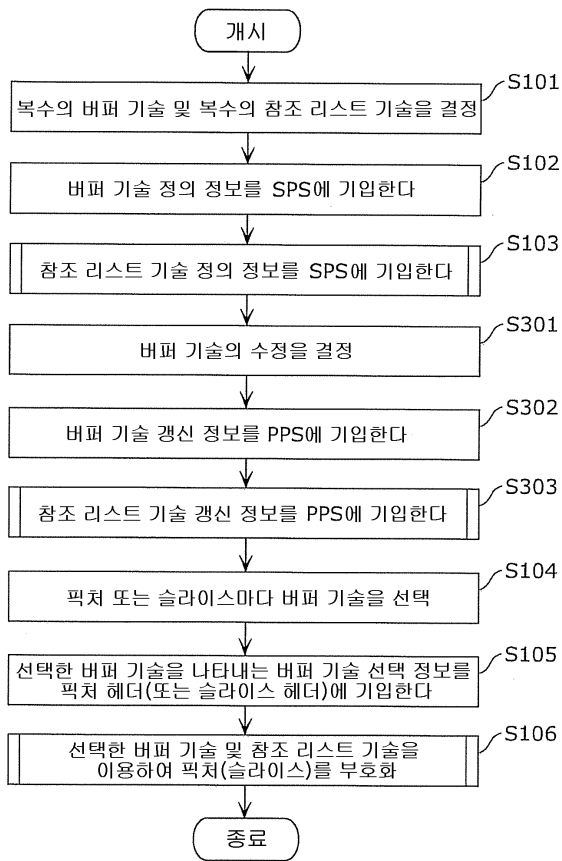 개시
S101
복수의 버퍼 기술 및 복수의 참조 리스트 기술을 결정
S102
버퍼 기술 정의 정보를 SPS에 기입한다
S103
참조 리스트 기술 정의 정보를 SPS에 기입한다
S301
버퍼 기술의 수정을 결정
S302
버퍼 기술 갱신 정보를 PPS에 기입한다
S303
참조 리스트 기술 갱신 정보를 PPS에 기입한다
S104
픽처 또는 슬라이스마다 버퍼 기술을 선택
S105
선택한 버퍼 기술을 나타내는 버퍼 기술 선택 정보를
픽처 헤더(또는 슬라이스 헤더)에 기입한다
S106
선택한 버퍼 기술 및 참조 리스트 기술을
이용하여 픽처(슬라이스)를 부호화
종료